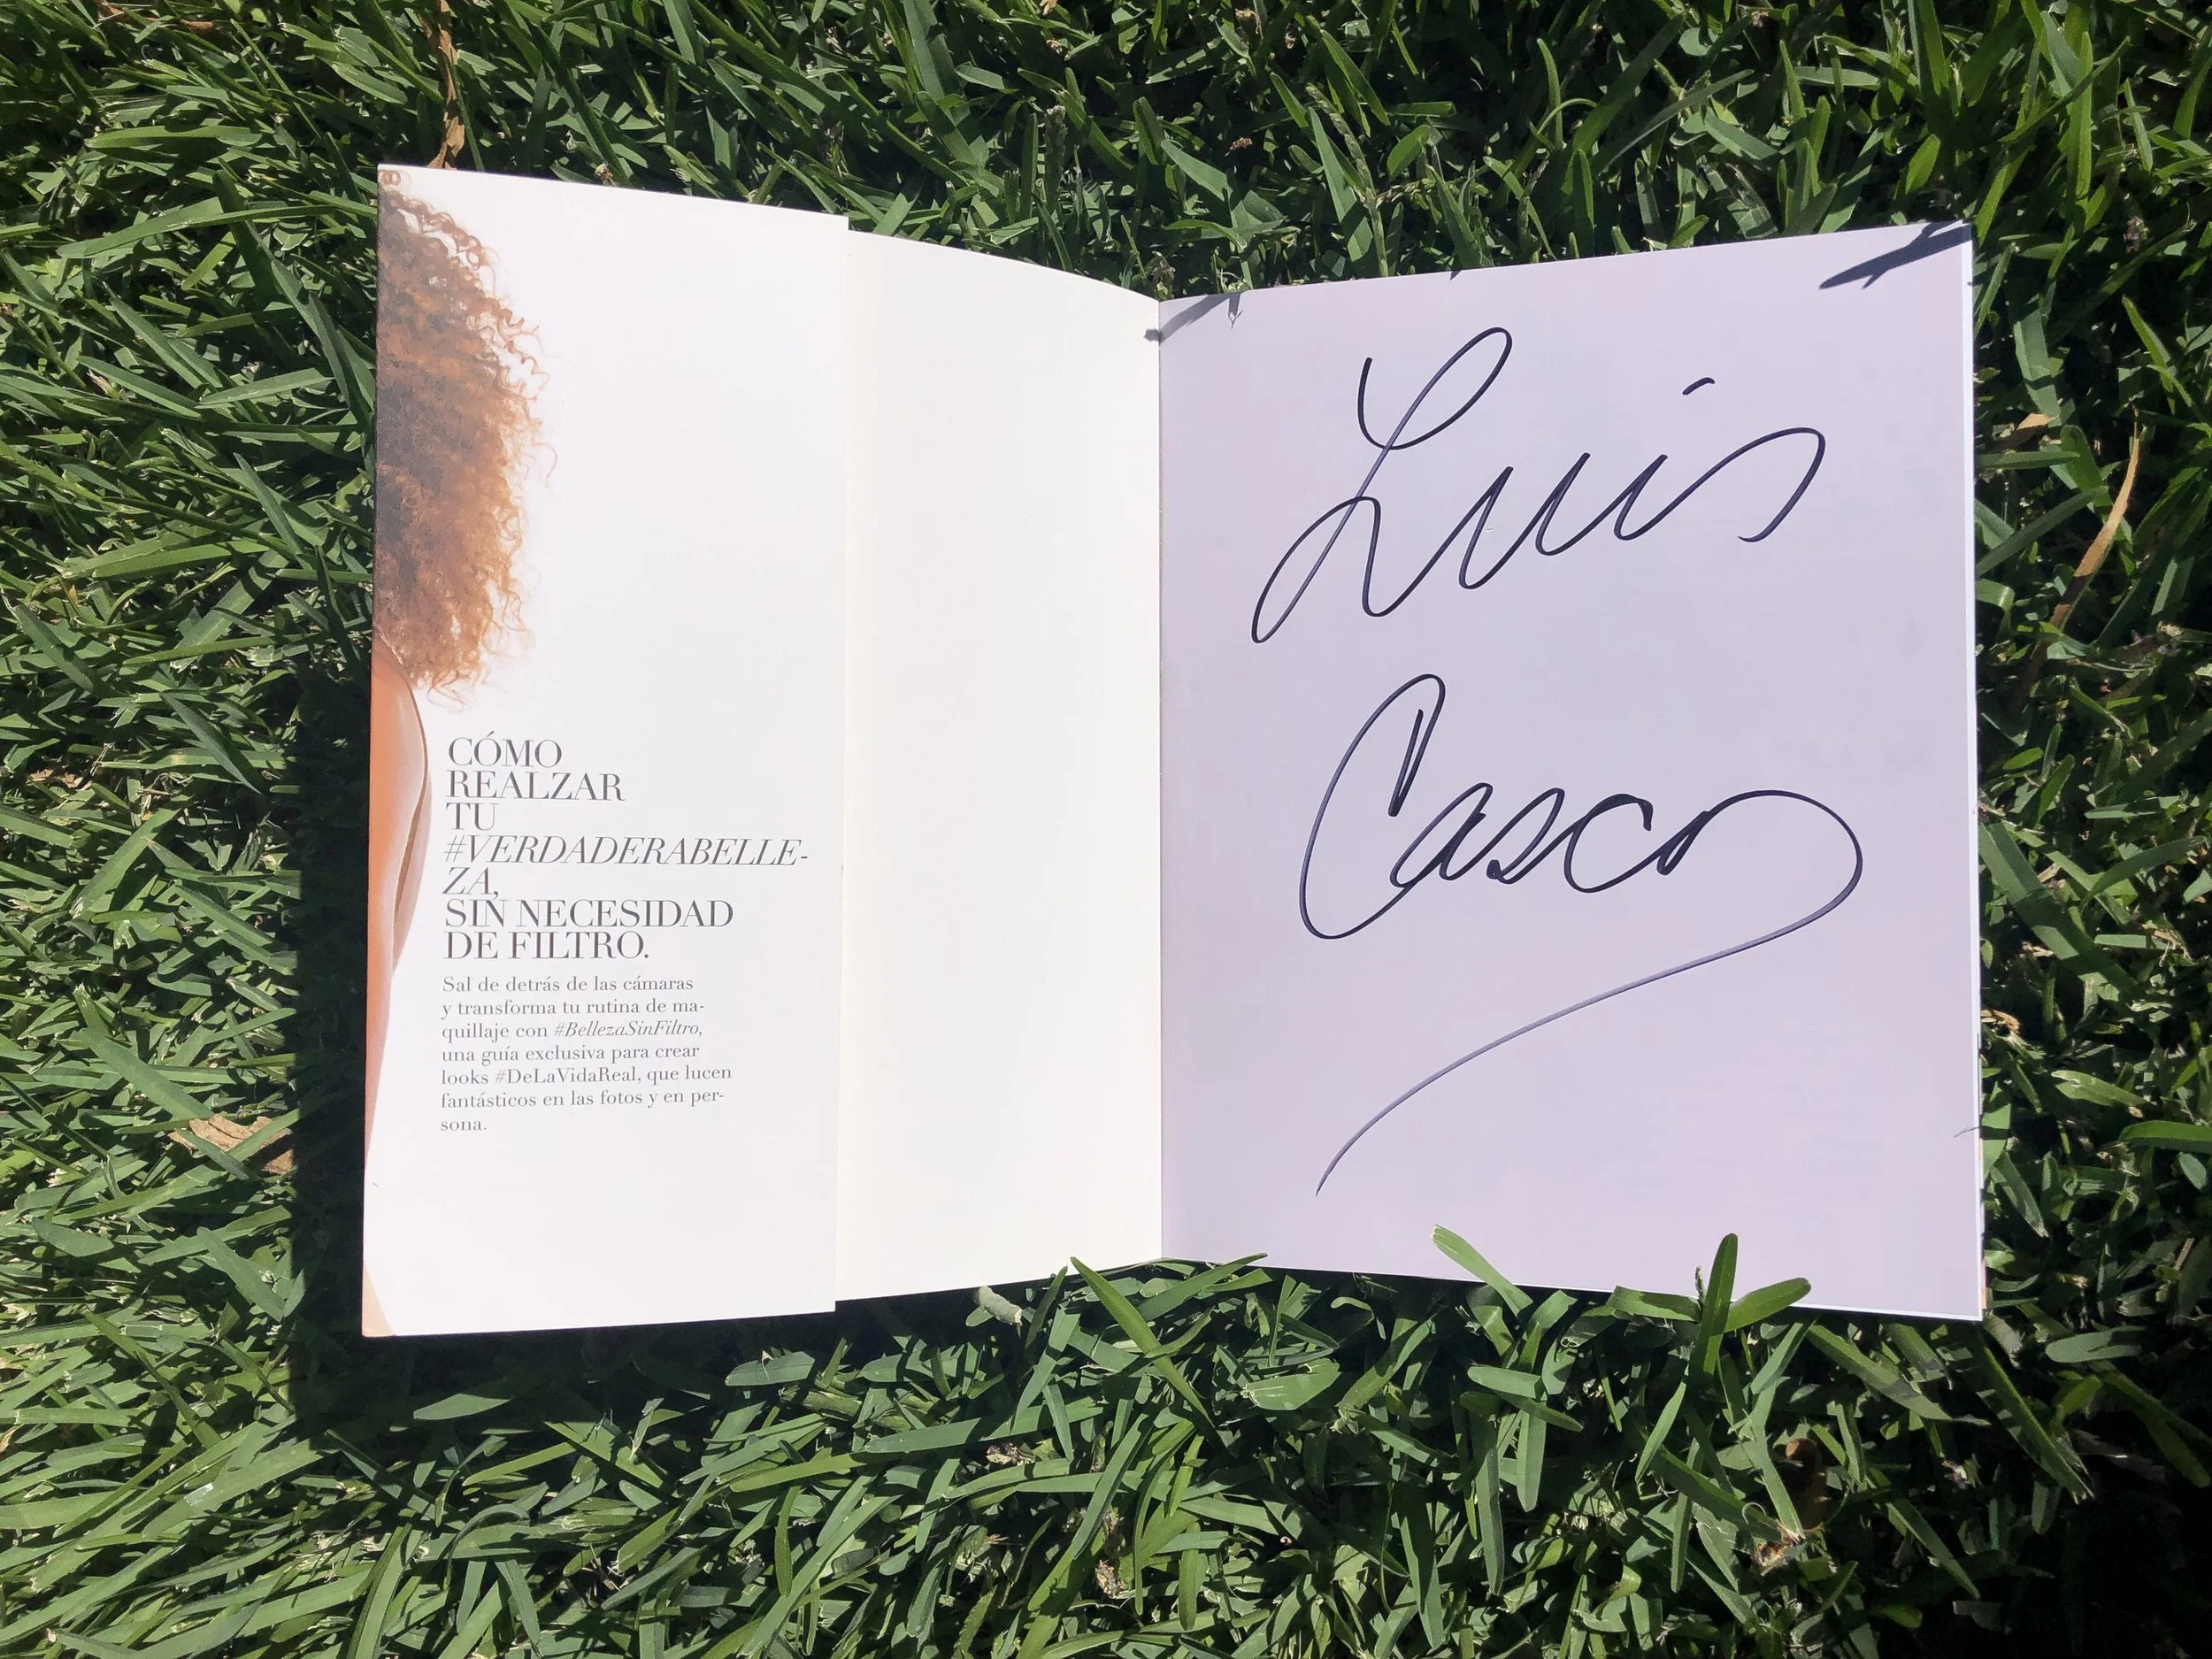 CÓMO
REALZAR
TU
#VERDADERABELLE-
ZA,
SIN NECESIDAD
DE FILTRO.
Sal de detrás de las cámaras
y transforma tu rutina de ma-
quillaje con #BellezaSinFiltro,
una guía exclusiva para crear
looks #DeLaVidaReal, que lucen
fantásticos en las fotos y en per-
sona.
Luis
Casco